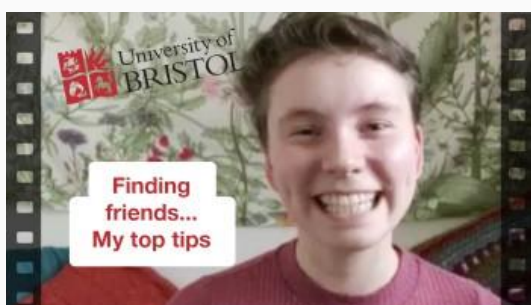 University of
BRISTOL
Finding
friends...
My top tips